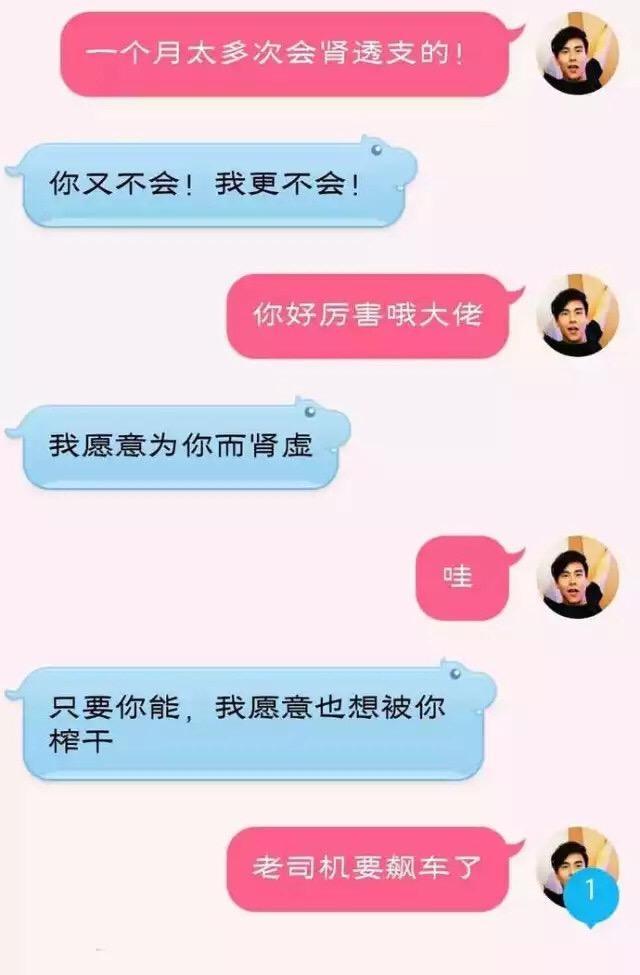 一个月太多次会肾透支的！
你又不会！我更不会！
你好厉害哦大佬
我愿意为你而肾虚
哇
只要你能，我愿意也想被你
榨干
老司机要飙车了
1